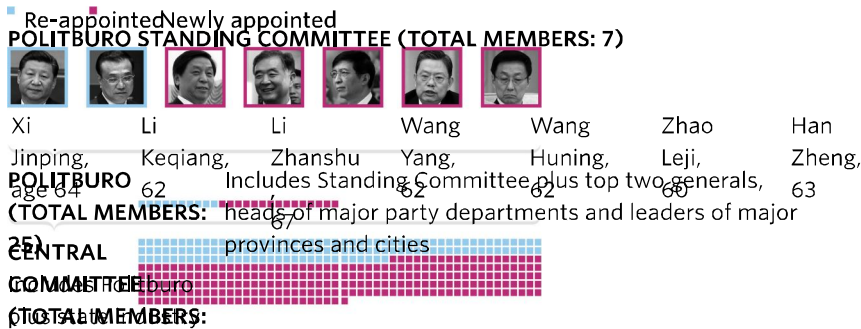 Re-appointed Newly appointed
POLITBURO STANDING COMMITTEE (TOTAL MEMBERS: 7)
Xi Jinping, age 64
Li Keqiang, 62
Li Zhanshu, 67
Wang Yang, 62
Wang Huning, 62
Zhao Leji, 60
Han Zheng, 63
POLITBURO
(TOTAL MEMBERS:
25)
Includes Standing Committee plus top two generals,
heads of major party departments and leaders of major
provinces and cities
CENTRAL
COMMITTEE
(TOTAL MEMBERS:
Includes Politburo
plus state industry